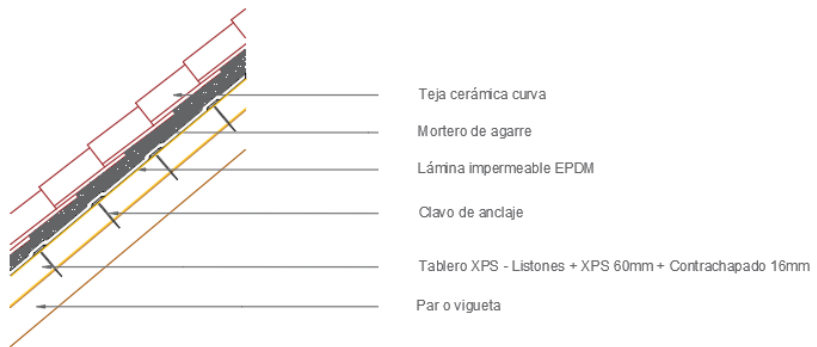 Teja cerámica curva
Mortero de agarre
Lámina impermeable EPDM
Clavo de anclaje
Tablero XPS - Listones + XPS 60mm + Contrachapado 16mm
Par o vigueta